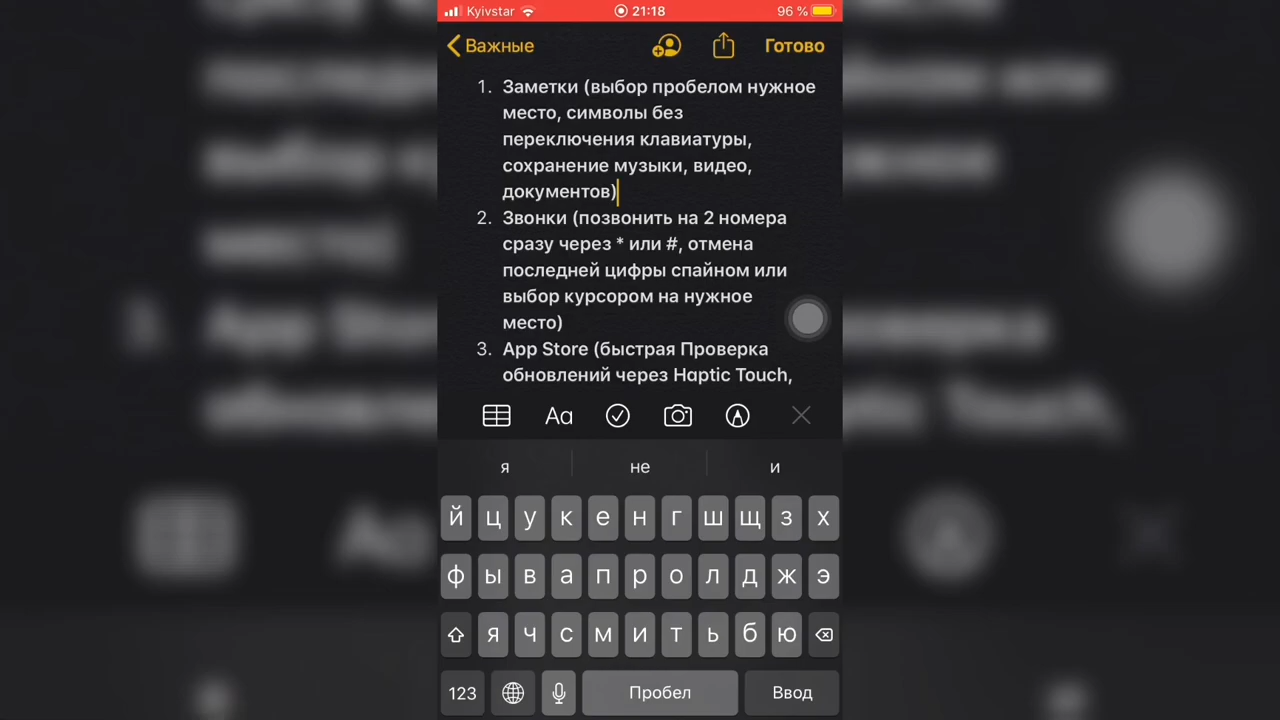 Kyivstar 21:18 96 %
Важные Готово
1. Заметки (выбор пробелом нужное
место, символы без
переключения клавиатуры,
сохранение музыки, видео,
документов)
2. Звонки (позвонить на 2 номера
сразу через * или #, отмена
последней цифры спайном или
выбор курсором на нужное
место)
3. App Store (быстрая Проверка
обновлений через Haptic Touch,
Aa
я не и
й ц у к е н г ш щ з х
ф ы в а п р о л д ж э
я ч с м и т ь б ю
123 Пробел Ввод